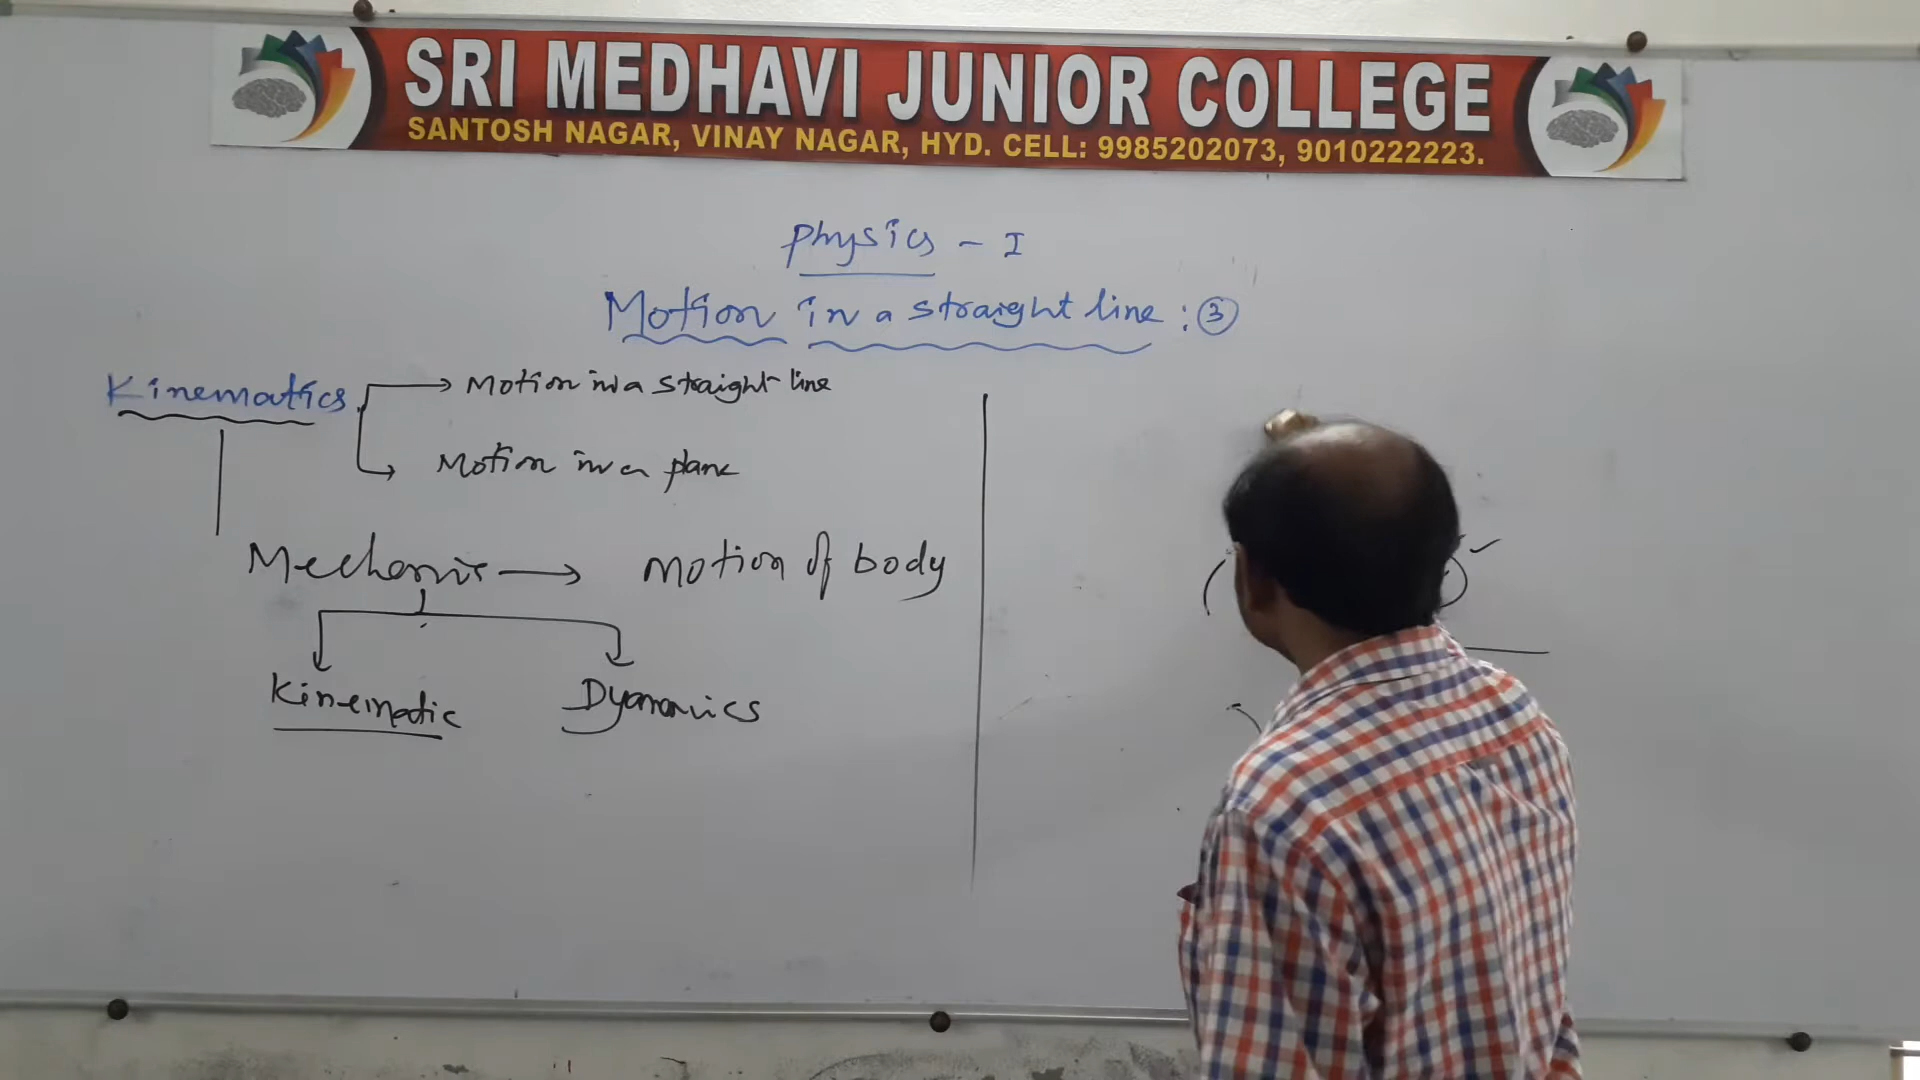 SRI MEDHAVI JUNIOR COLLEGE
SANTOSH NAGAR, VINAY NAGAR, HYD. CELL: 9985202073, 9010222223.
Physics - I
Motion in a straight line : 3
Kinematics
Motion in a straight line
Motion in a plane
Mechanis → motion of body
Kinematic
Dynamics